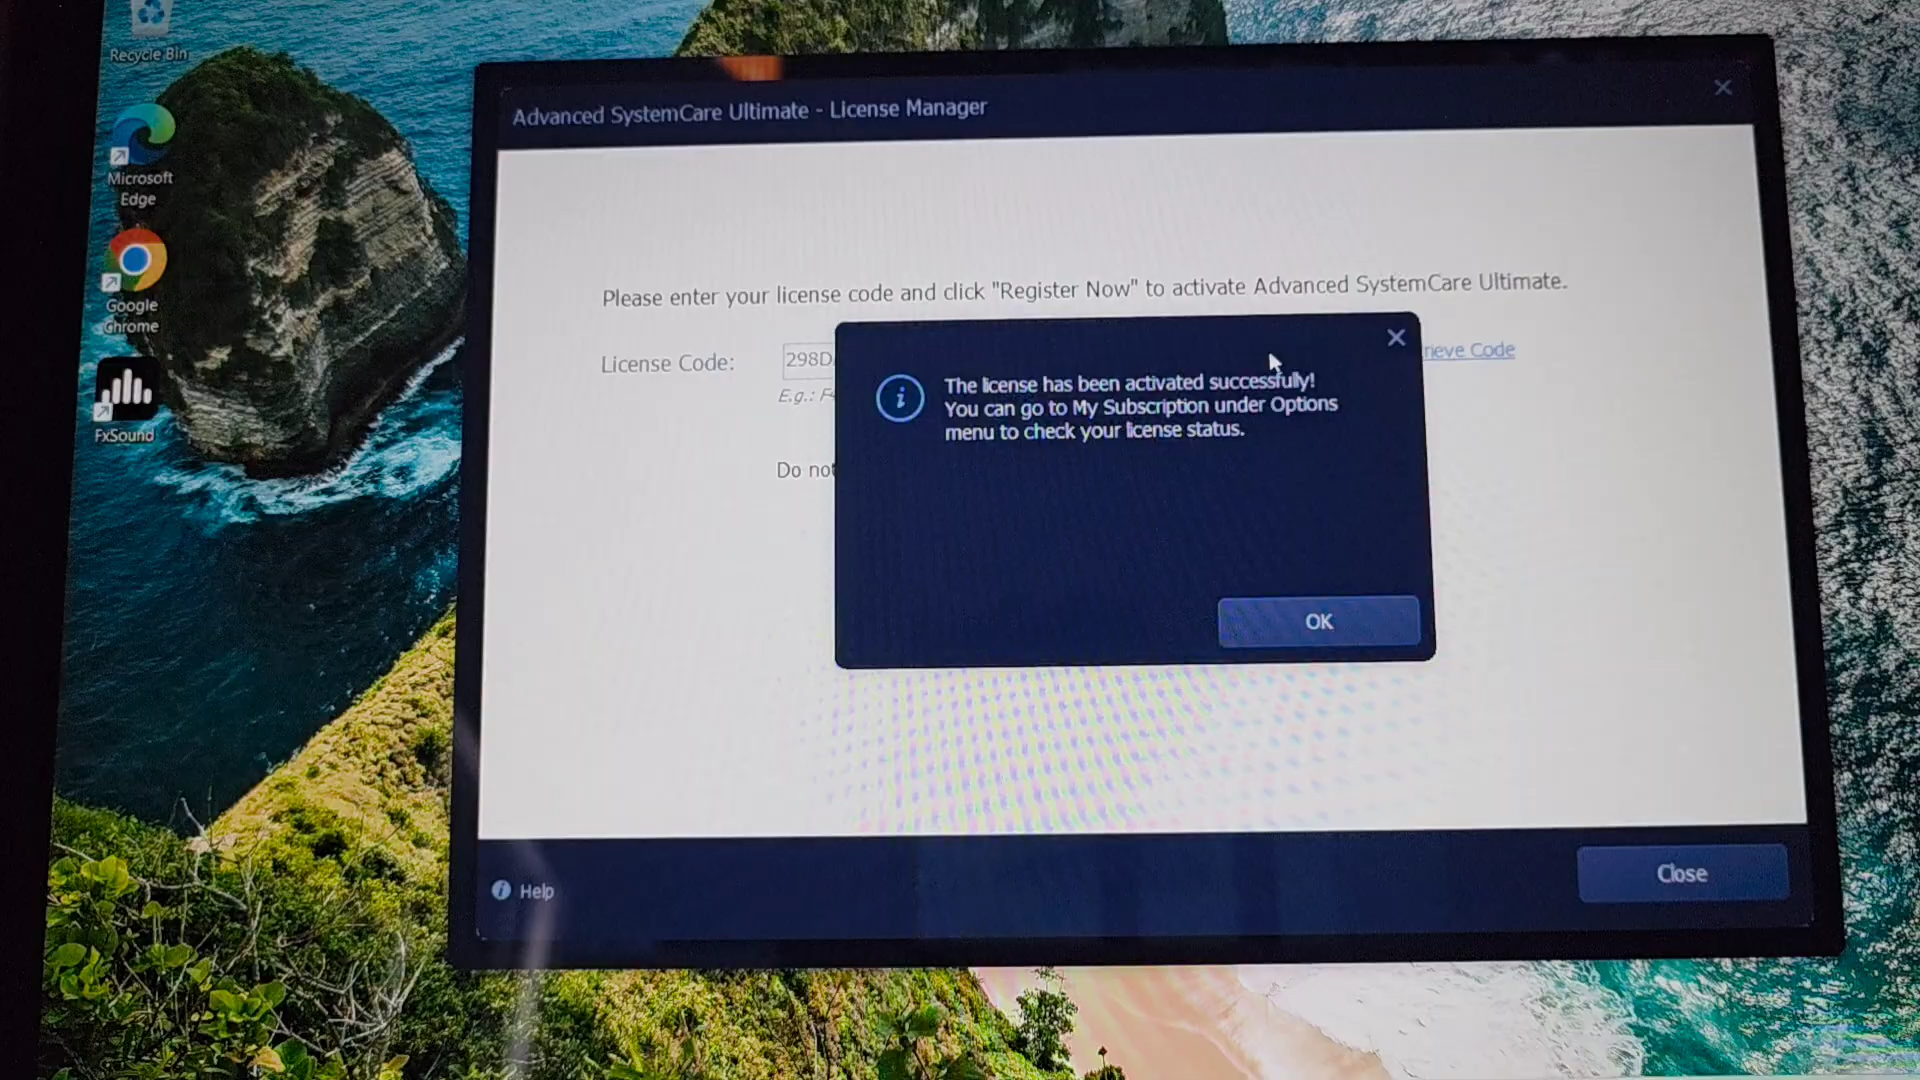 Recycle Bin
Microsoft
Edge
Google
Chrome
FxSound
Advanced SystemCare Ultimate - License Manager
Please enter your license code and click "Register Now" to activate Advanced SystemCare Ultimate.
License Code:
298D
rieve Code
E.g.: F
Do not
The license has been activated successfully!
You can go to My Subscription under Options
menu to check your license status.
OK
Help
Close